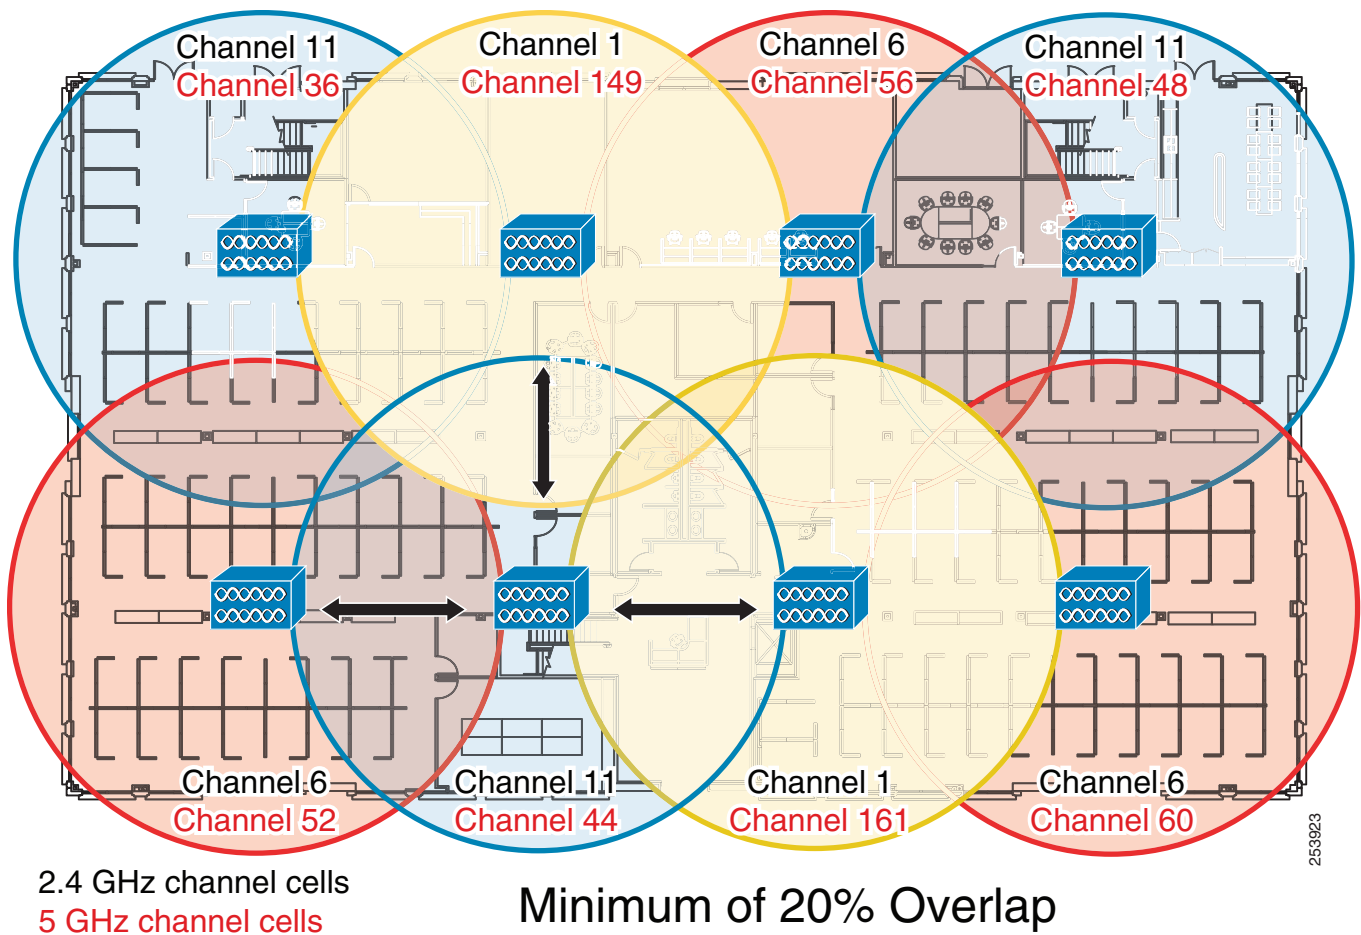 Channel 11
Channel 36
Channel 1
Channel 149
Channel 6
Channel 56
Channel 11
Channel 48
Channel 6
Channel 52
Channel 11
Channel 44
Channel 1
Channel 161
Channel 6
Channel 60
253923
2.4 GHz channel cells
5 GHz channel cells
Minimum of 20% Overlap